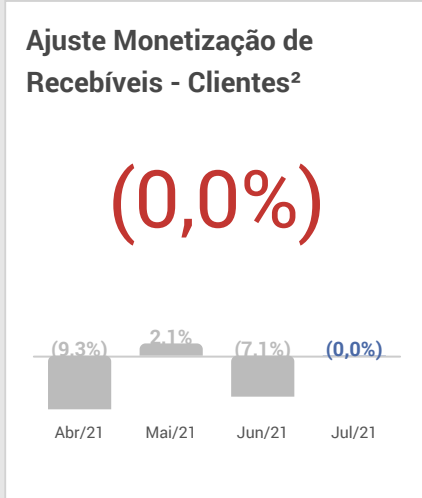 Ajuste Monetização de
Recebíveis - Clientes²
(0,0%)
(9,3%) 2,1% (7,1%) (0,0%)
Abr/21 Mai/21 Jun/21 Jul/21